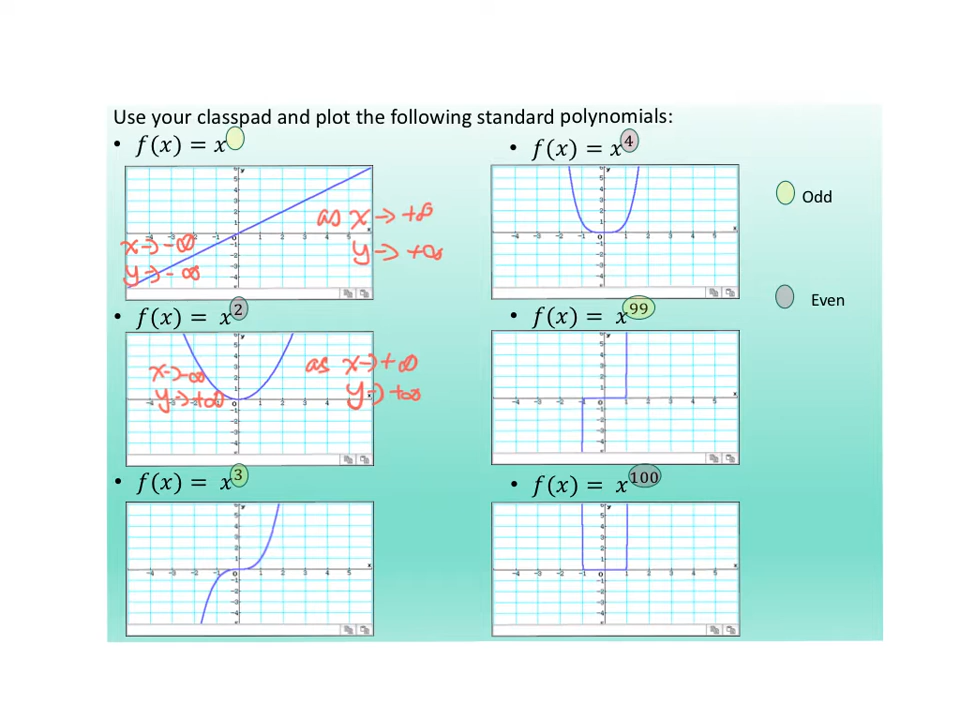 Use your classpad and plot the following standard polynomials:
• f(x) = x
as x → +∞
y → +∞
x → -∞
y → -∞
• f(x) = x²
as x → +∞
y → +∞
x → -∞
y → +∞
• f(x) = x³
• f(x) = x⁴
• f(x) = x⁹⁹
• f(x) = x¹⁰⁰
Odd
Even